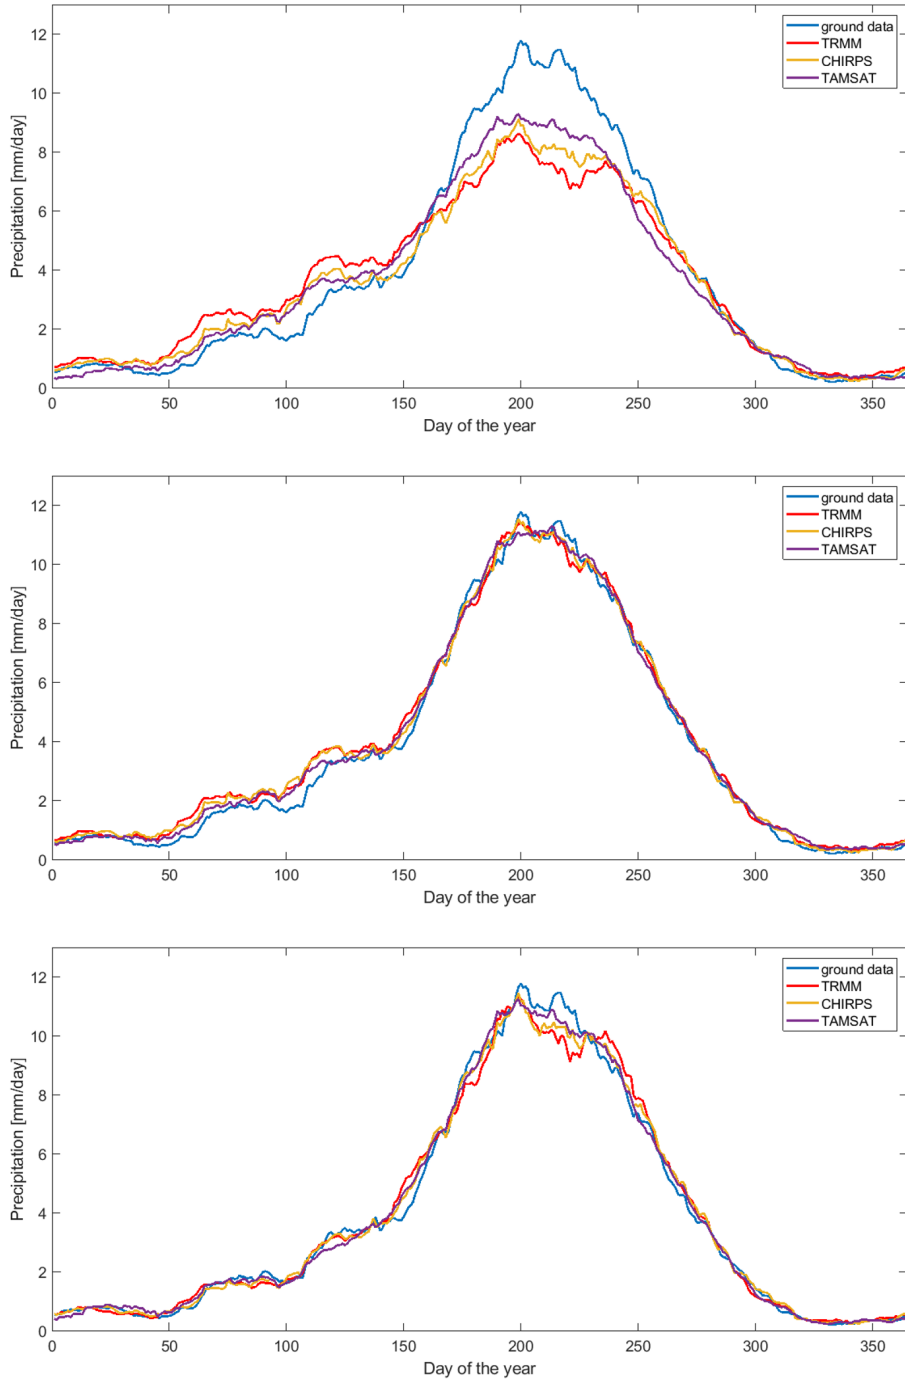 12
10
8
6
4
2
0
Precipitation [mm/day]
ground data
TRMM
CHIRPS
TAMSAT
0 50 100 150 200 250 300 350
Day of the year
12
10
8
6
4
2
0
Precipitation [mm/day]
ground data
TRMM
CHIRPS
TAMSAT
0 50 100 150 200 250 300 350
Day of the year
12
10
8
6
4
2
0
Precipitation [mm/day]
ground data
TRMM
CHIRPS
TAMSAT
0 50 100 150 200 250 300 350
Day of the year